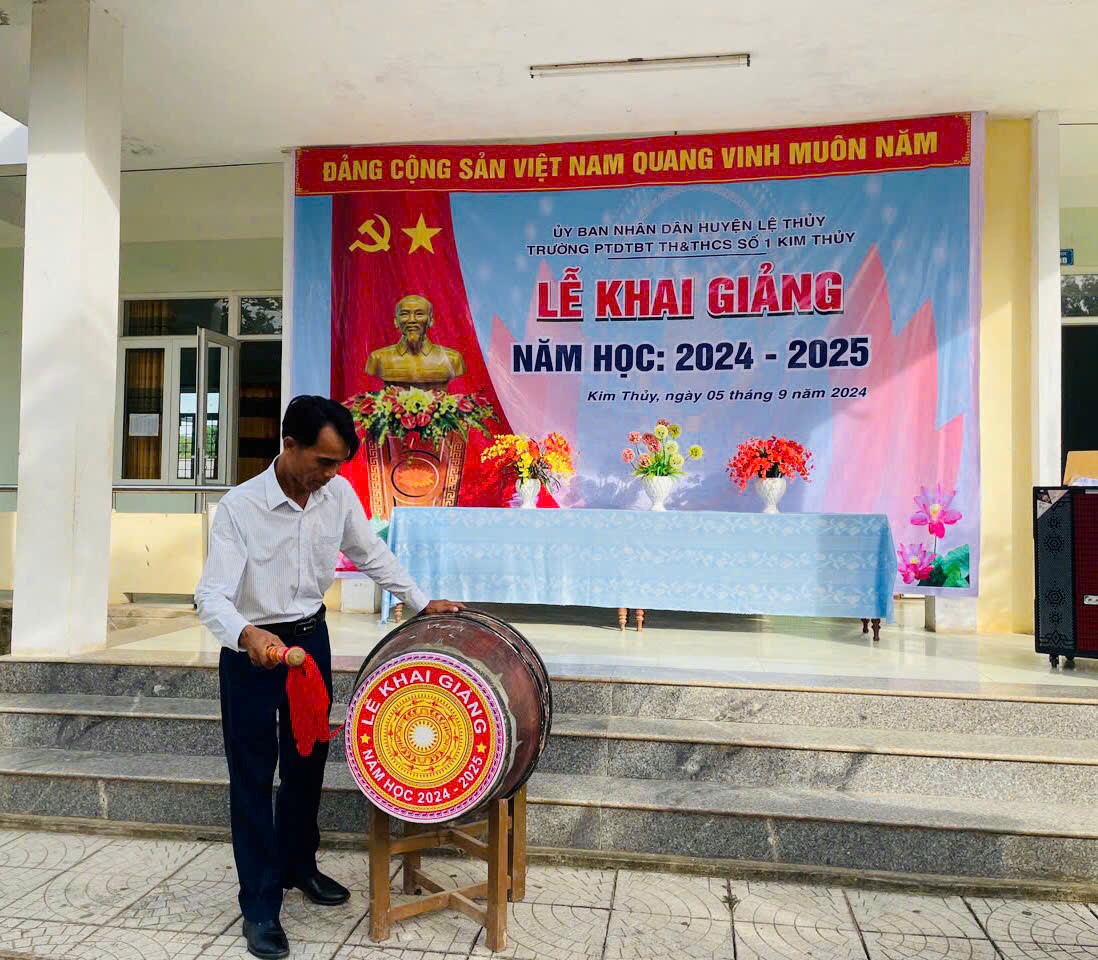 ĐẢNG CỘNG SẢN VIỆT NAM QUANG VINH MUÔN NĂM
ỦY BAN NHÂN DÂN HUYỆN LỆ THỦY
TRƯỜNG PTDTBT TH&THCS SỐ 1 KIM THỦY
LỄ KHAI GIẢNG
NĂM HỌC: 2024 - 2025
Kim Thủy, ngày 05 tháng 9 năm 2024
LỄ KHAI GIẢNG
NĂM HỌC 2024 - 2025